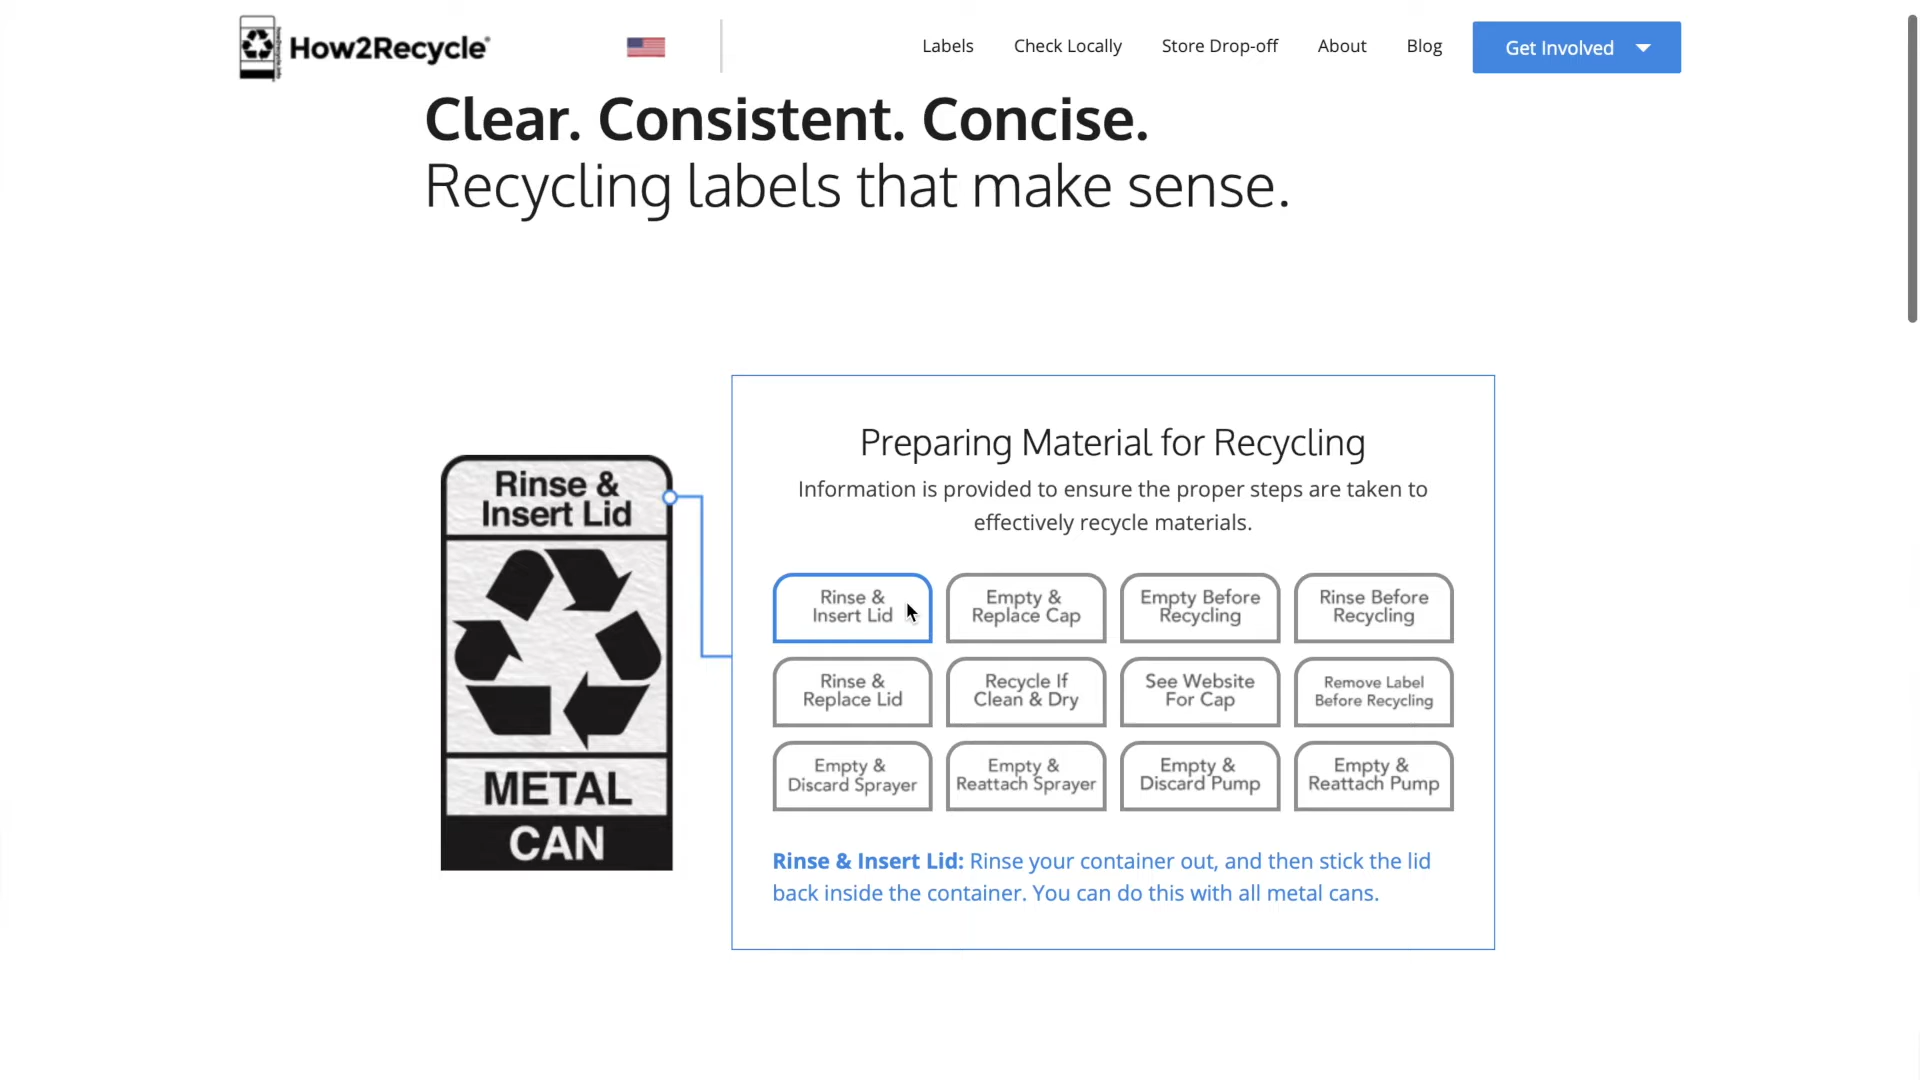 How2Recycle®
Labels
Check Locally
Store Drop-off
About
Blog
Get Involved
Clear. Consistent. Concise.
Recycling labels that make sense.
Rinse &
Insert Lid
METAL
CAN
Preparing Material for Recycling
Information is provided to ensure the proper steps are taken to
effectively recycle materials.
Rinse &
Insert Lid
Empty &
Replace Cap
Empty Before
Recycling
Rinse Before
Recycling
Rinse &
Replace Lid
Recycle If
Clean & Dry
See Website
For Cap
Remove Label
Before Recycling
Empty &
Discard Sprayer
Empty &
Reattach Sprayer
Empty &
Discard Pump
Empty &
Reattach Pump
Rinse & Insert Lid: Rinse your container out, and then stick the lid
back inside the container. You can do this with all metal cans.